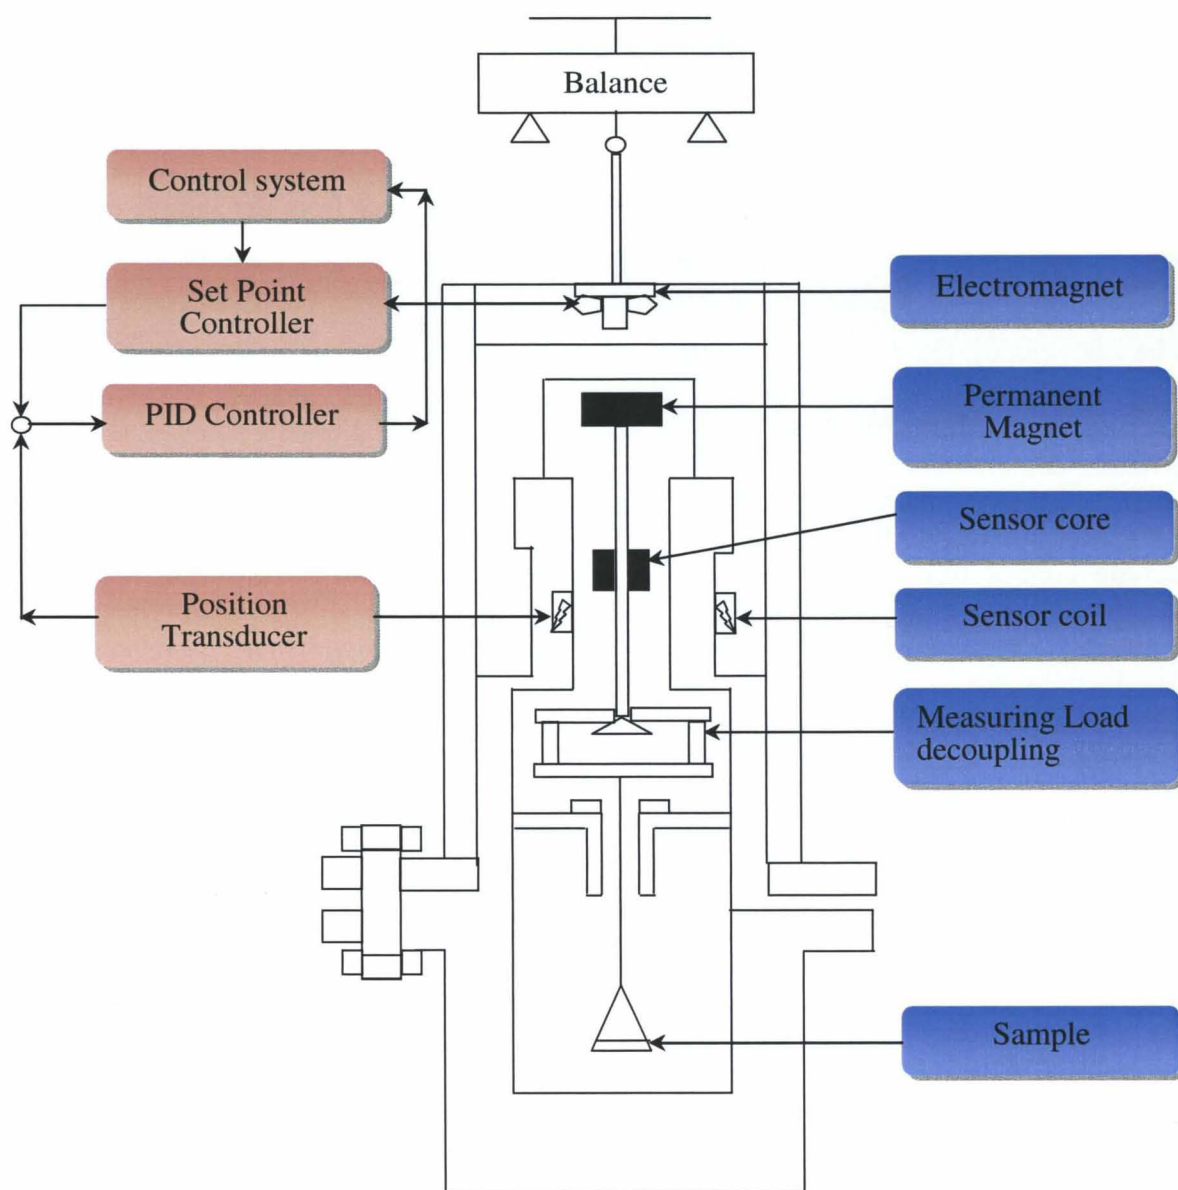 Balance
Control system
Set Point
Controller
PID Controller
Position
Transducer
Electromagnet
Permanent
Magnet
Sensor core
Sensor coil
Measuring Load
decoupling
Sample